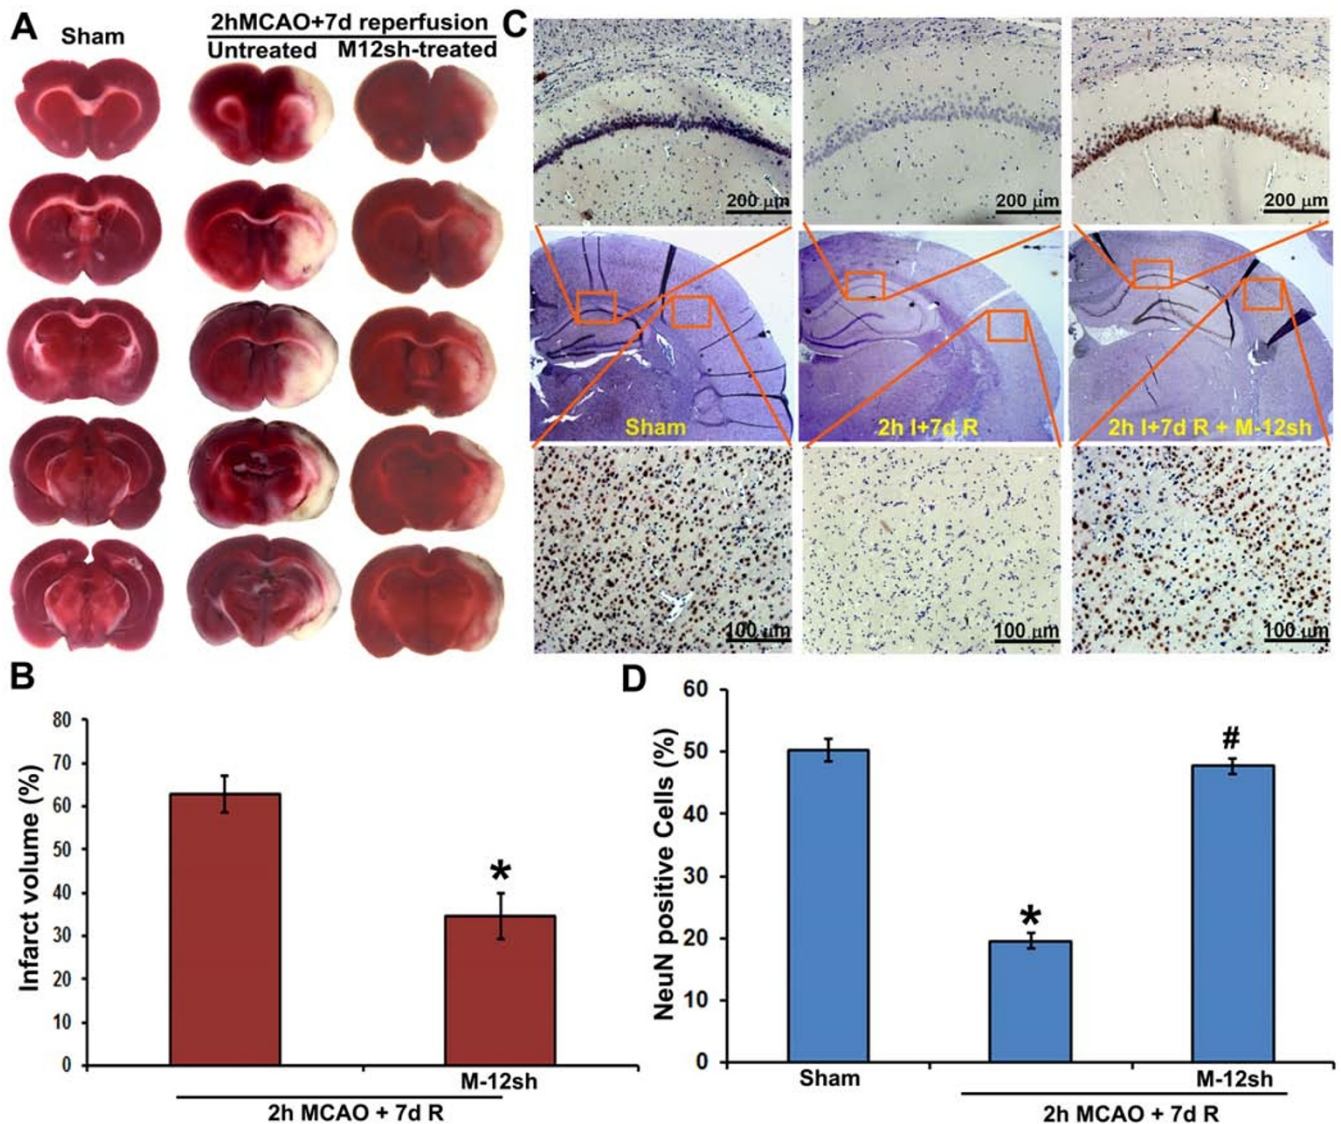 A
Sham
2hMCAO+7d reperfusion
Untreated M12sh-treated
C
200 μm
200 μm
200 μm
Sham
2h I+7d R
2h I+7d R + M-12sh
100 μm
100 μm
100 μm
B
Infarct volume (%)
80
70
60
50
40
30
20
10
0
*
M-12sh
2h MCAO + 7d R
D
NeuN positive Cells (%)
60
50
40
30
20
10
0
*
#
Sham
M-12sh
2h MCAO + 7d R